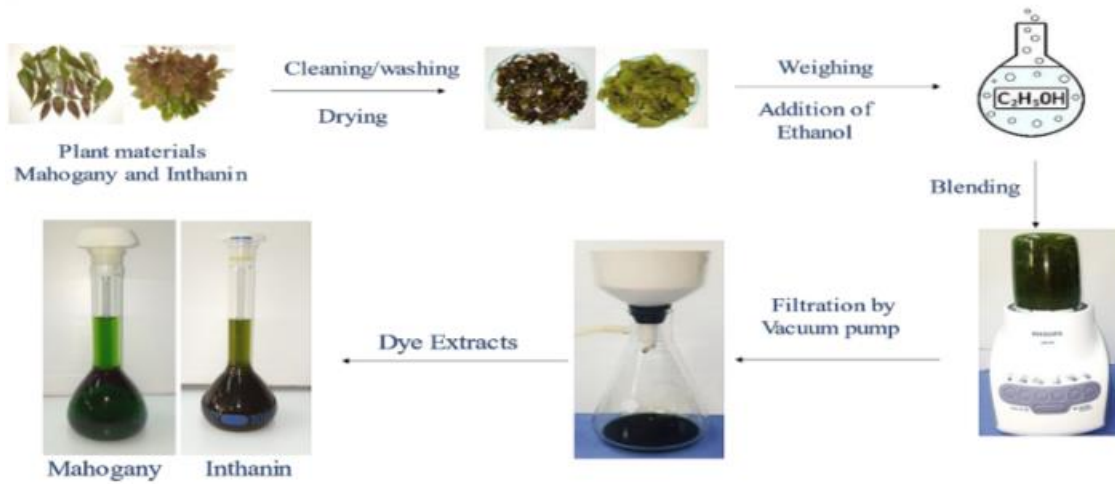 Cleaning/washing
Drying
Weighing
Addition of
Ethanol
C₂H₅OH
Plant materials
Mahogany and Inthanin
Blending
Filtration by
Vacuum pump
Dye Extracts
Mahogany
Inthanin